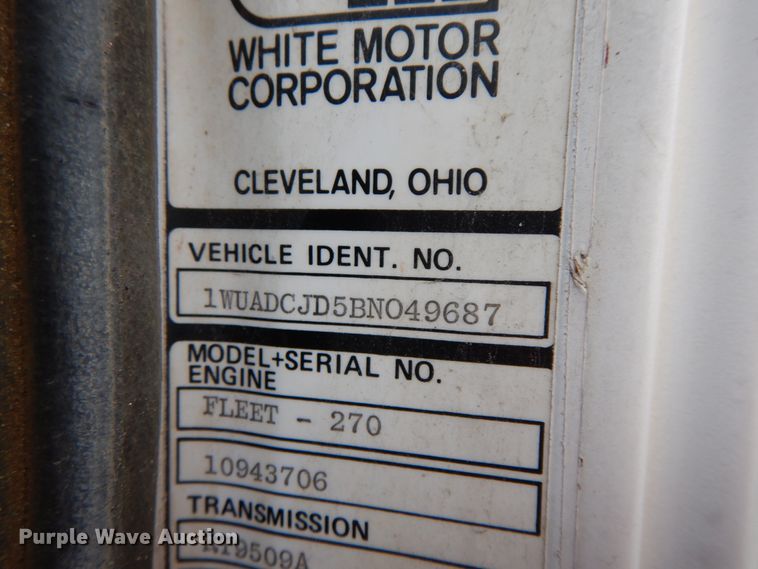 WHITE MOTOR
CORPORATION
CLEVELAND, OHIO
VEHICLE IDENT. NO.
1WUADCJD5BN049687
MODEL+SERIAL NO.
ENGINE
FLEET - 270
10943706
TRANSMISSION
RT9509A
Purple Wave Auction